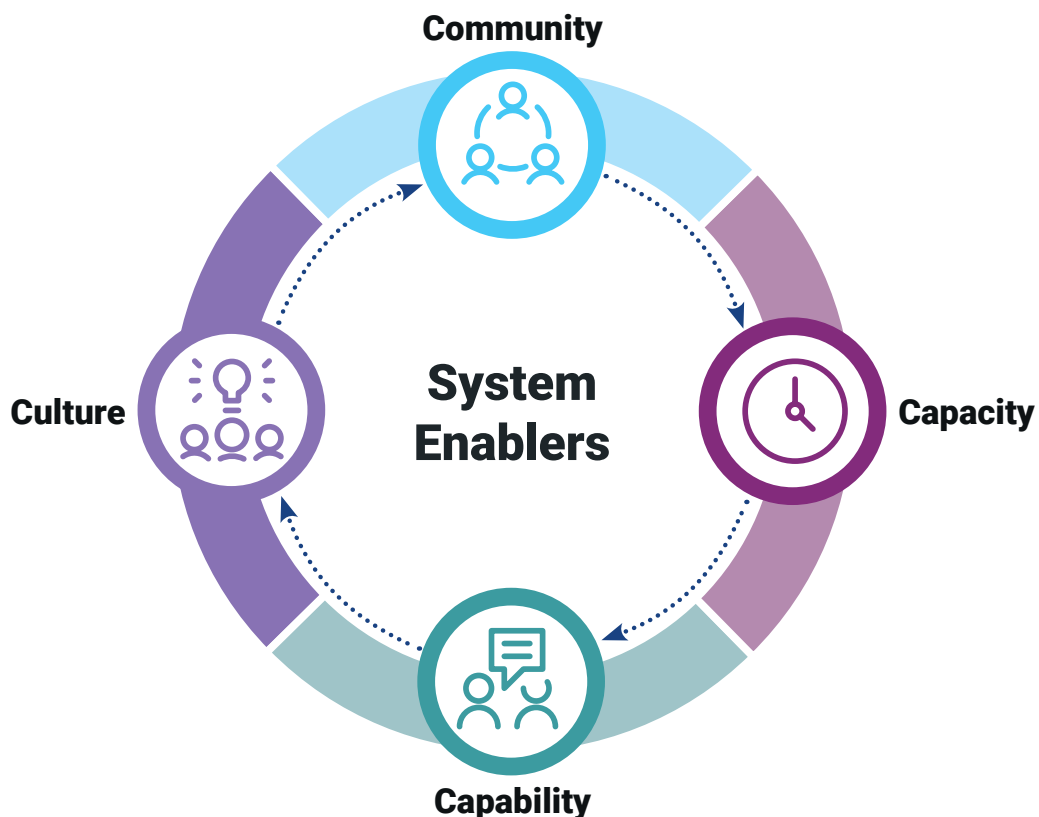 Community
Culture
System
Enablers
Capacity
Capability